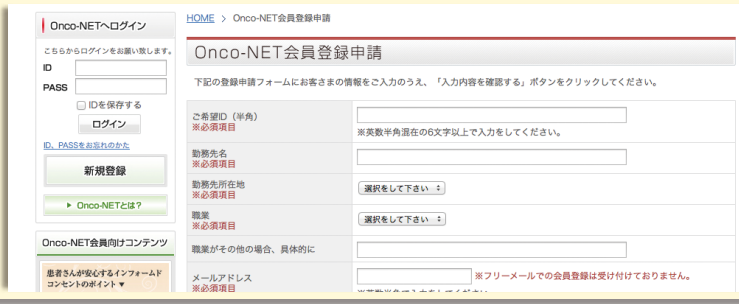 Onco-NETへログイン
こちらからログインをお願い致します。
ID
PASS
IDを保存する
ログイン
ID、PASSをお忘れのかた
新規登録
Onco-NETとは?
Onco-NET会員向けコンテンツ
患者さんが安心するインフォームド
コンセントのポイント▼
HOME > Onco-NET会員登録申請
Onco-NET会員登録申請
下記の登録申請フォームにお客さまの情報をご入力のうえ、「入力内容を確認する」ボタンをクリックしてください。
ご希望ID(半角)
※必須項目
※英数半角混在の6文字以上で入力をしてください。
勤務先名
※必須項目
勤務先所在地
※必須項目
選択をして下さい
職業
※必須項目
選択をして下さい
職業がその他の場合、具体的に
メールアドレス
※必須項目
※フリーメールでの会員登録は受け付けておりません。